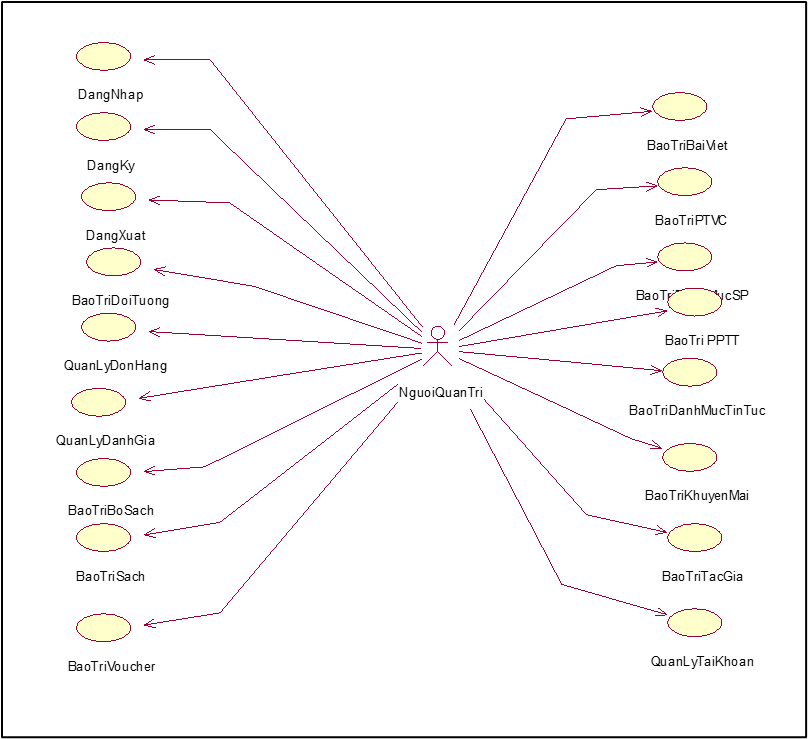 DangNhap
DangKy
DangXuat
BaoTriDoiTuong
QuanLyDonHang
QuanLyDanhGia
BaoTriBoSach
BaoTriSach
BaoTriVoucher
NguoiQuanTri
BaoTriBaiViet
BaoTriPTVC
BaoTri PPTT
BaoTriDanhMucTinTuc
BaoTriKhuyenMai
BaoTriTacGia
QuanLyTaiKhoan